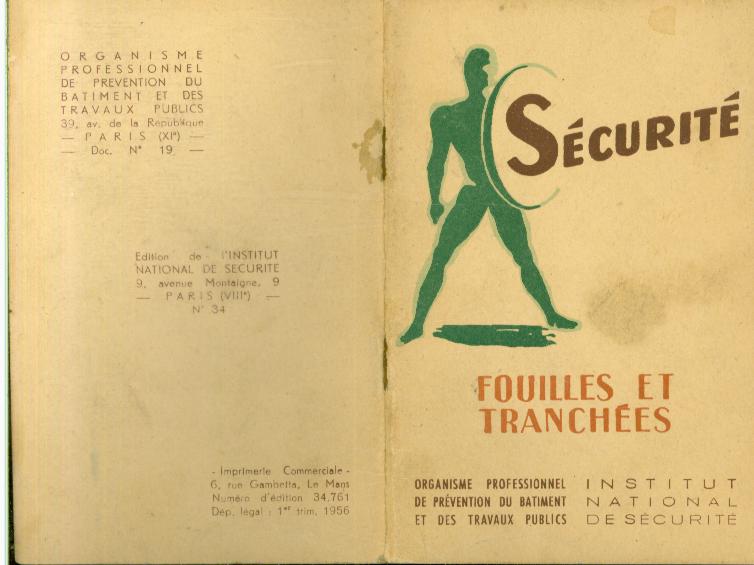 ORGANISME
PROFESSIONNEL
DE PREVENTION DU
BATIMENT ET DES
TRAVAUX PUBLICS
39, av. de la République
— PARIS (XIᵉ) —
— Doc. N° 19 —
Edition de l'INSTITUT
NATIONAL DE SECURITE
9, avenue Montaigne, 9
— PARIS (VIIIᵉ) —
N° 34
- Imprimerie Commerciale -
6, rue Gambetta, Le Mans
Numéro d'édition 34.761
Dép. légal : 1ᵉʳ trim. 1956
SÉCURITÉ
FOUILLES ET
TRANCHÉES
ORGANISME PROFESSIONNEL
DE PRÉVENTION DU BATIMENT
ET DES TRAVAUX PUBLICS
INSTITUT
NATIONAL
DE SÉCURITÉ